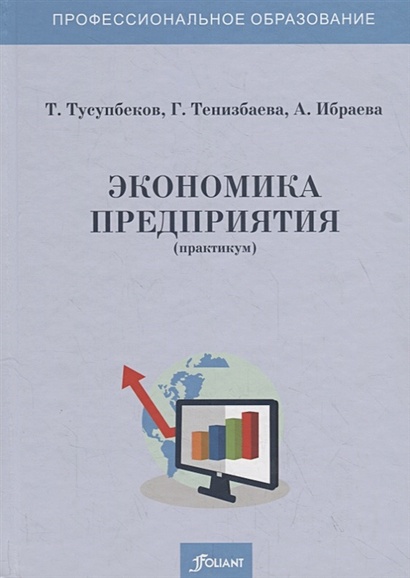 ПРОФЕССИОНАЛЬНОЕ ОБРАЗОВАНИЕ
Т. Тусупбеков, Г. Тенизбаева, А. Ибраева
ЭКОНОМИКА
ПРЕДПРИЯТИЯ
(практикум)
FOLIANT